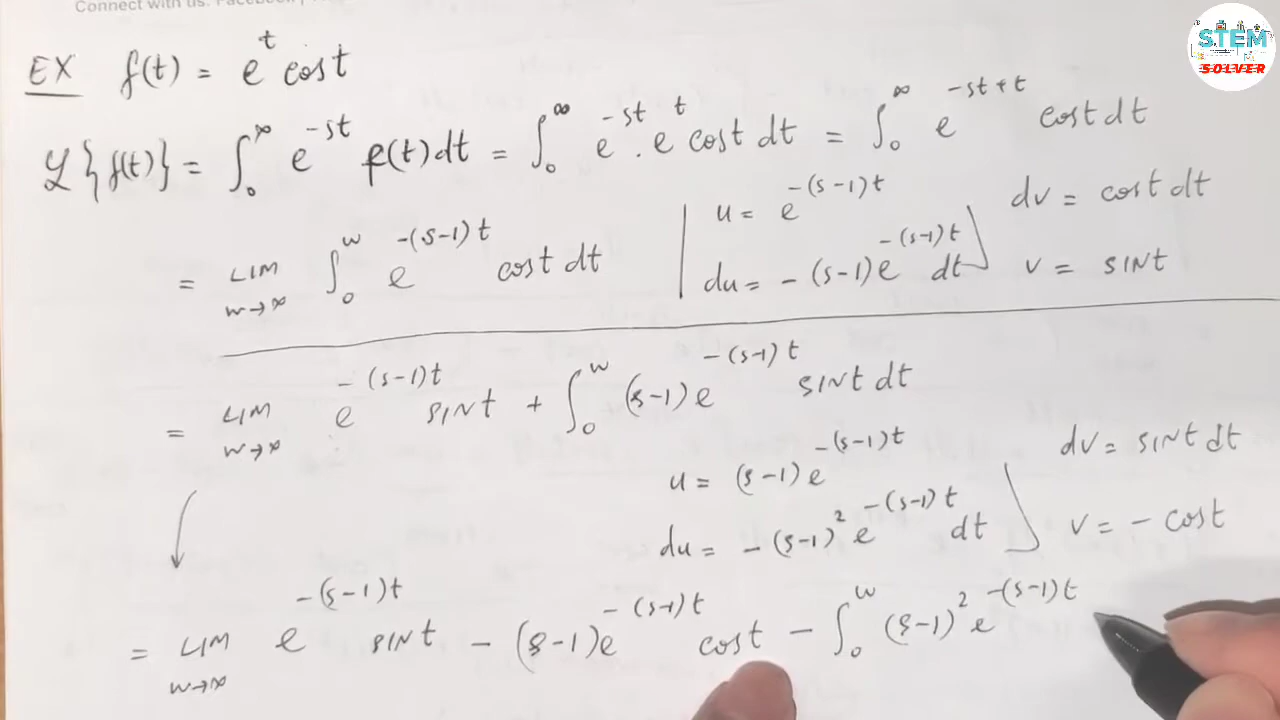 Connect with us:
STEM
SOLVER
EX f(t) = e^t cost
ℒ{f(t)} = ∫_0^∞ e^{-st} f(t)dt = ∫_0^∞ e^{-st} . e^t cost dt = ∫_0^∞ e^{-st+t} cost dt
= LIM_{w→∞} ∫_0^w e^{-(s-1)t} cost dt
u = e^{-(s-1)t} dv = cost dt
du = -(s-1)e^{-(s-1)t} dt v = SINt
= LIM_{w→∞} e^{-(s-1)t} SINt + ∫_0^w (s-1)e^{-(s-1)t} SINt dt
u = (s-1)e^{-(s-1)t} dv = SINt dt
du = -(s-1)^2 e^{-(s-1)t} dt v = - cost
= LIM_{w→∞} e^{-(s-1)t} SINt - (s-1)e^{-(s-1)t} cost - ∫_0^w (s-1)^2 e^{-(s-1)t}